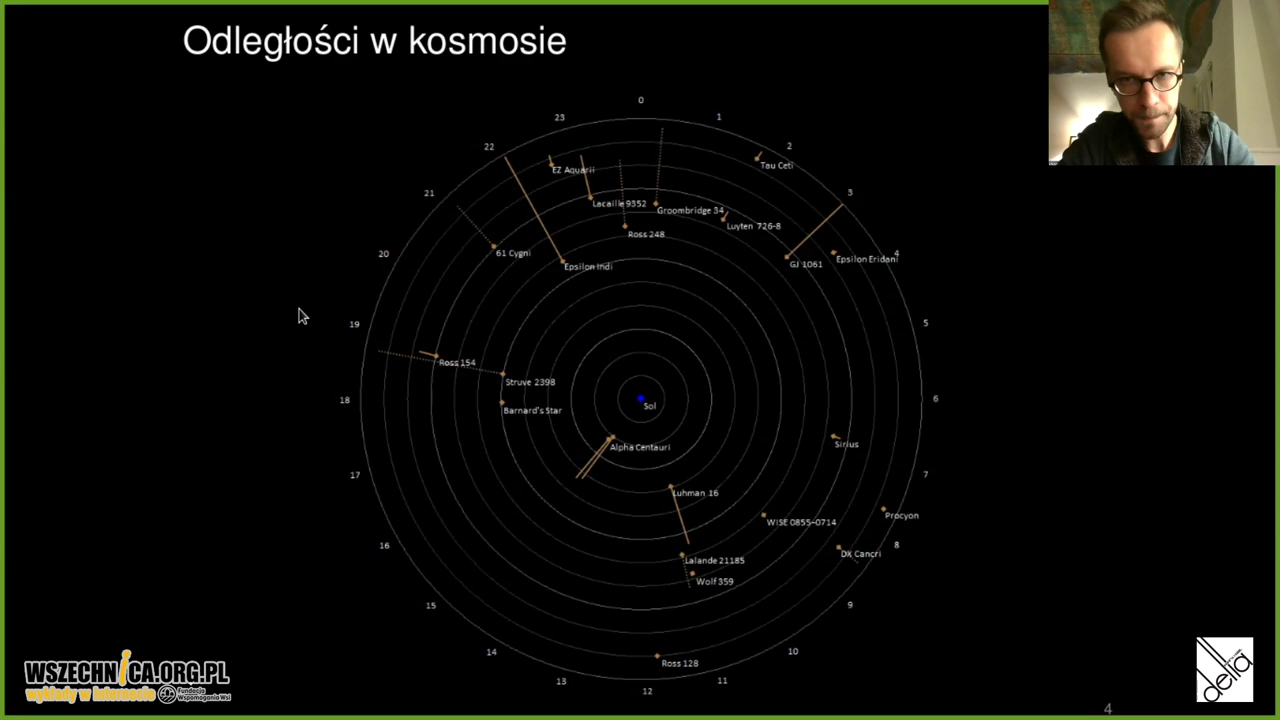 Odległości w kosmosie
0
23
1
22
2
EZ Aquarii
Tau Ceti
21
3
Lacaille 9352
Groombridge 34
Luyten 726-8
Ross 248
20
61 Cygni
4
Epsilon Eridani
GJ 1061
Epsilon Indi
19
5
Ross 154
Struve 2398
18
6
Sol
Barnard's Star
Alpha Centauri
Sirius
17
7
Luhman 16
Procyon
WISE 0855-0714
16
8
DX Cancri
Lalande 21185
Wolf 359
15
9
14
10
Ross 128
13
11
12
WSZECHNICA.ORG.PL
wykłady w internecie
Fundacja
Wspomagania Wsi
delta
4